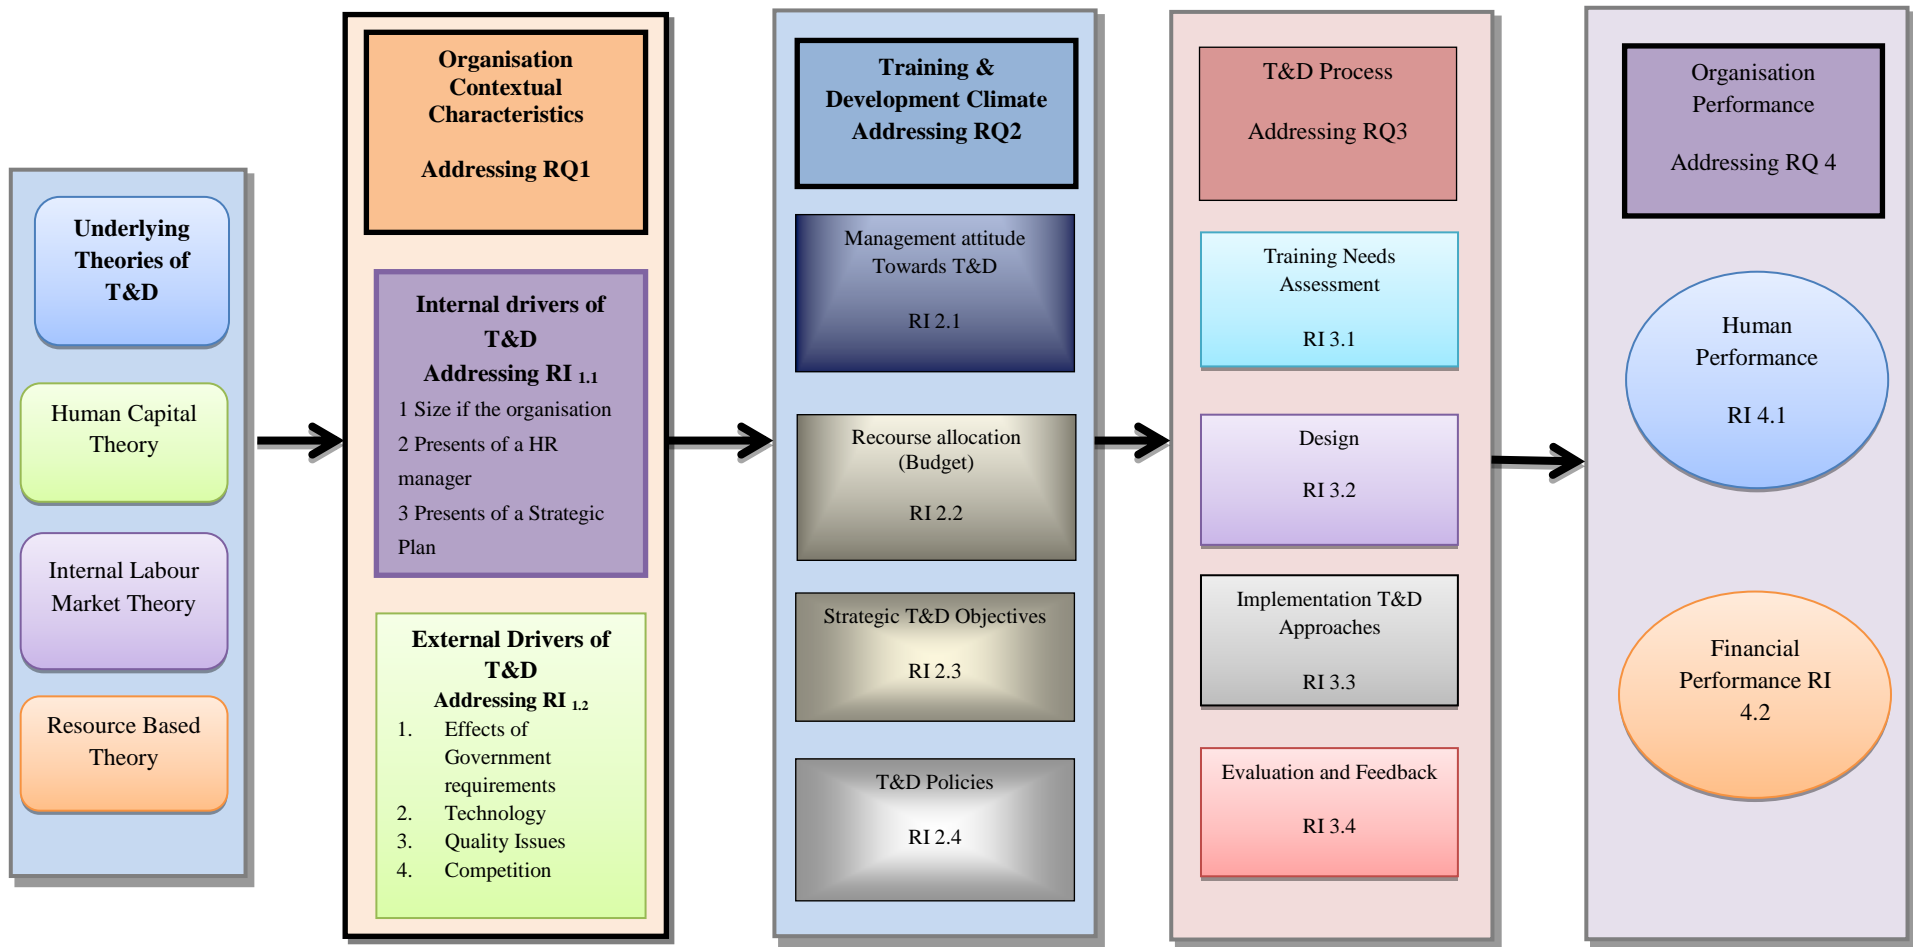 Underlying
Theories of
T&D
Human Capital
Theory
Internal Labour
Market Theory
Resource Based
Theory
Organisation
Contextual
Characteristics
Addressing RQ1
Internal drivers of
T&D
Addressing RI 1.1
1 Size if the organisation
2 Presents of a HR
manager
3 Presents of a Strategic
Plan
External Drivers of
T&D
Addressing RI 1.2
1. Effects of
Government
requirements
2. Technology
3. Quality Issues
4. Competition
Training &
Development Climate
Addressing RQ2
Management attitude
Towards T&D
RI 2.1
Recourse allocation
(Budget)
RI 2.2
Strategic T&D Objectives
RI 2.3
T&D Policies
RI 2.4
T&D Process
Addressing RQ3
Training Needs
Assessment
RI 3.1
Design
RI 3.2
Implementation T&D
Approaches
RI 3.3
Evaluation and Feedback
RI 3.4
Organisation
Performance
Addressing RQ 4
Human
Performance
RI 4.1
Financial
Performance RI
4.2